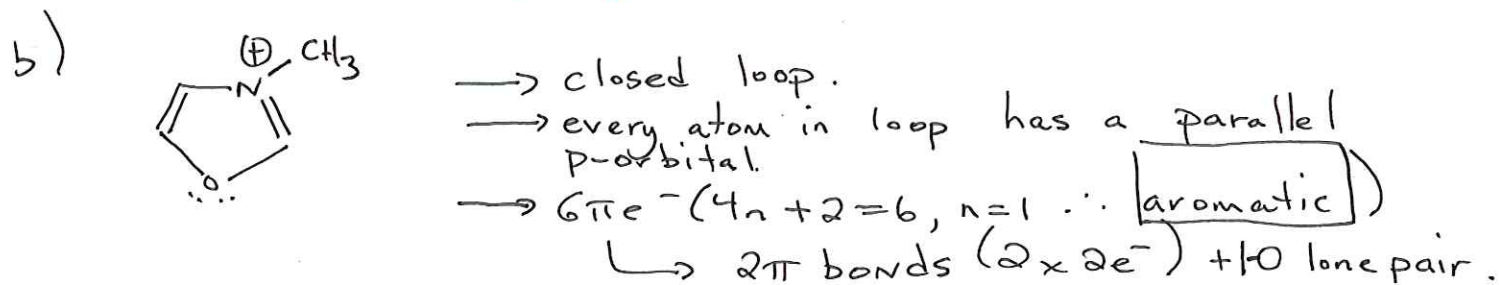 b)
⊕ CH3
N
O
→ closed loop.
→ every atom in loop has a parallel
p-orbital.
→ 6πe⁻ (4n + 2 = 6, n = 1 ∴ aromatic)
↳ 2π bonds (2 x 2e⁻) + 1 O lone pair.